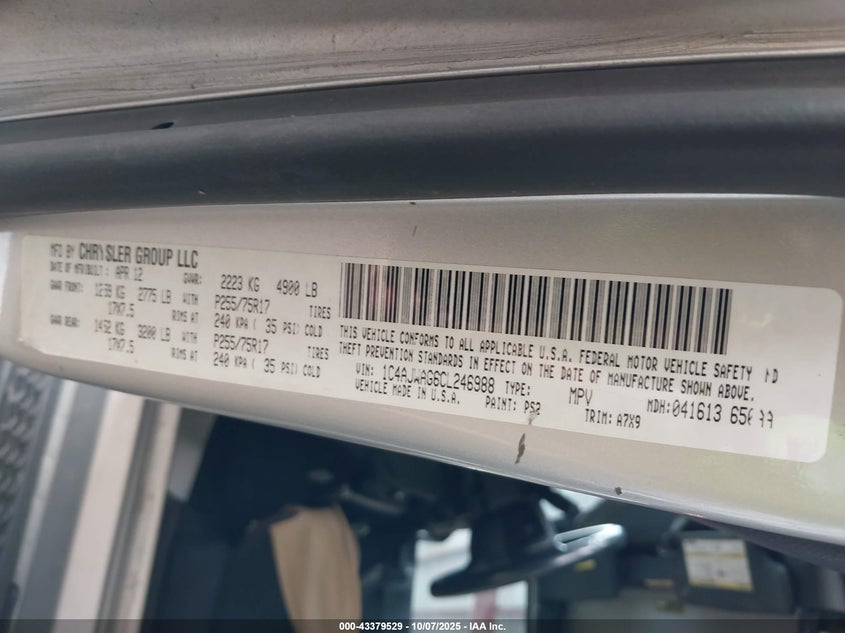 MFD BY CHRYSLER GROUP LLC
DATE OF MFR/BUILT: APR 12 GVWR: 2223 KG 4900 LB
GAWR FRONT: 1259 KG 2775 LB WITH P255/75R17 TIRES
17X7.5 RIMS AT 240 KPA ( 35 PSI) COLD
GAWR REAR: 1452 KG 3200 LB WITH P255/75R17 TIRES
17X7.5 RIMS AT 240 KPA ( 35 PSI) COLD
THIS VEHICLE CONFORMS TO ALL APPLICABLE U.S.A. FEDERAL MOTOR VEHICLE SAFETY
THEFT PREVENTION STANDARDS IN EFFECT ON THE DATE OF MANUFACTURE SHOWN ABOVE.
VIN: 1C4AJWAG6CL246988 TYPE: MPV MDH:041613
VEHICLE MADE IN U.S.A. PAINT: PS2 TRIM: A7X9
000-43379529 - 10/07/2025 - IAA Inc.